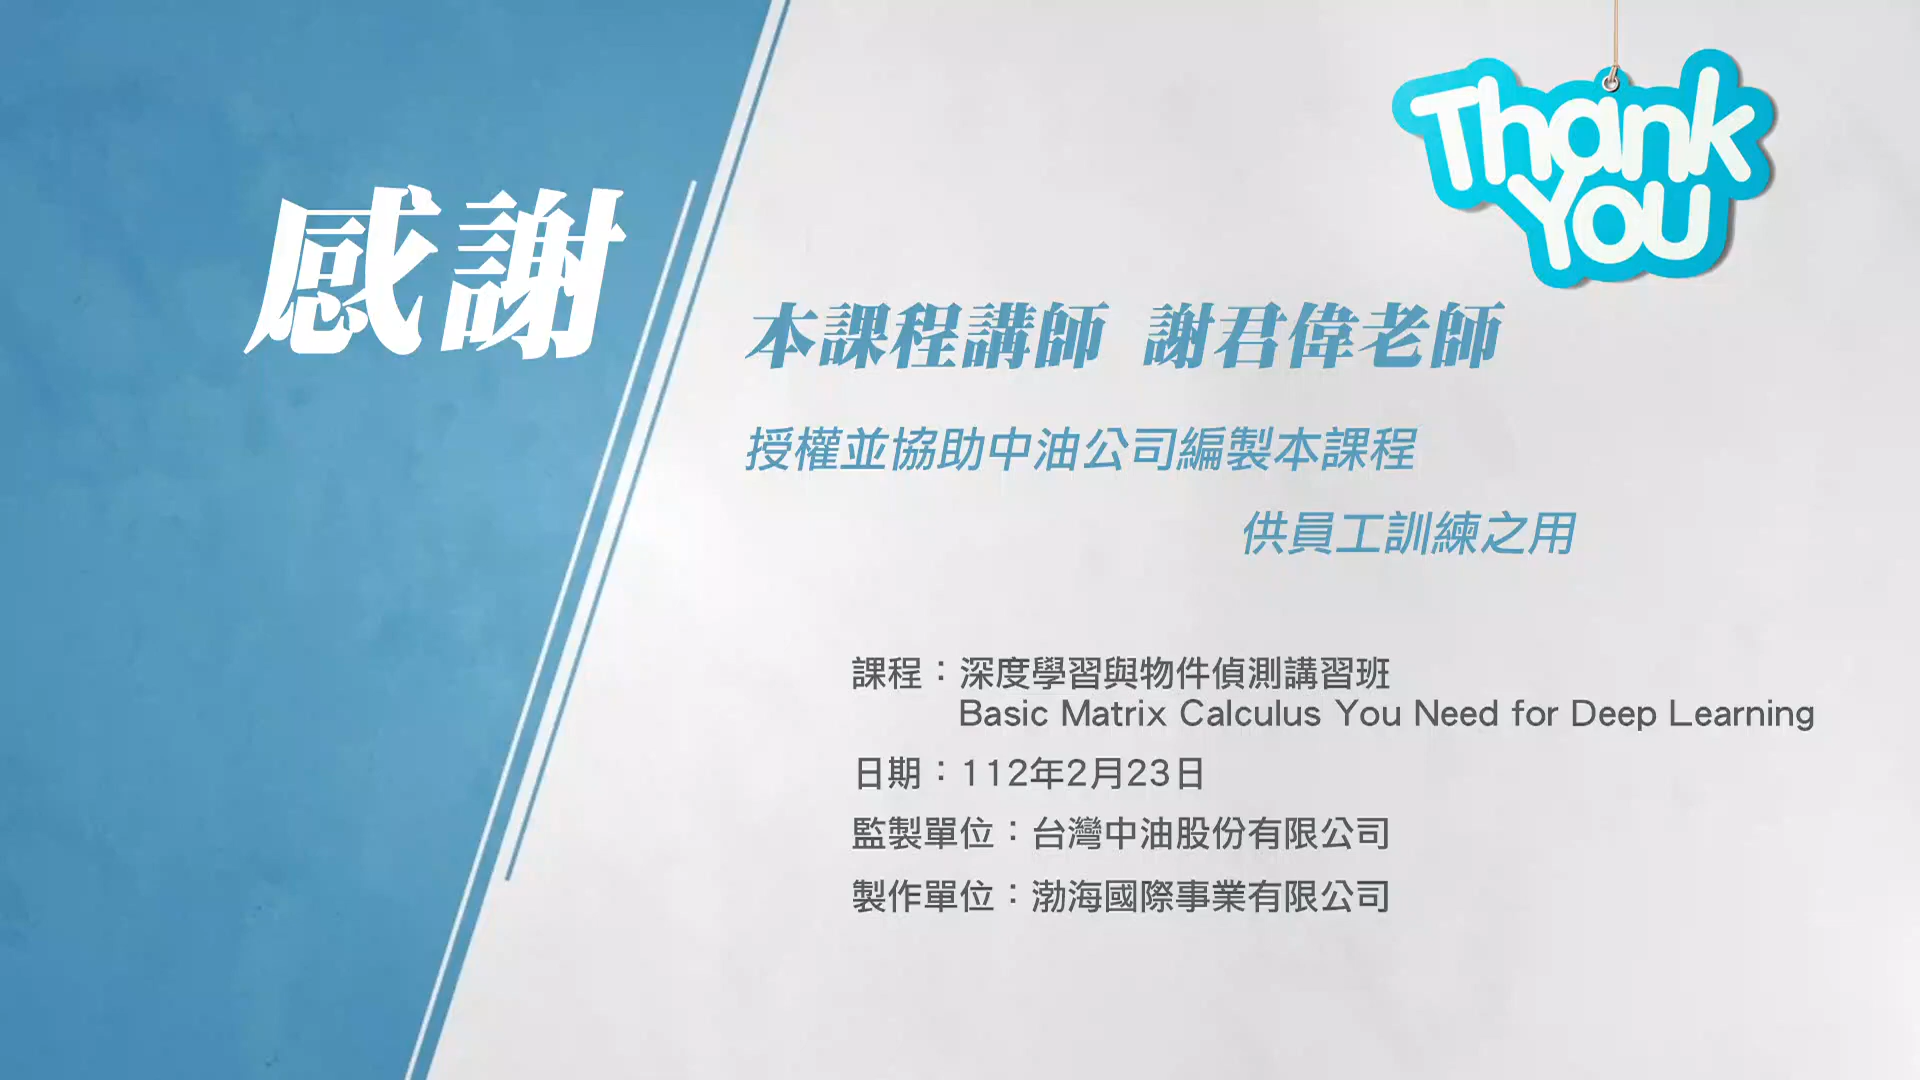 感謝
Thank
You
本課程講師 謝君偉老師
授權並協助中油公司編製本課程
供員工訓練之用
課程：深度學習與物件偵測講習班
Basic Matrix Calculus You Need for Deep Learning
日期：112年2月23日
監製單位：台灣中油股份有限公司
製作單位：渤海國際事業有限公司